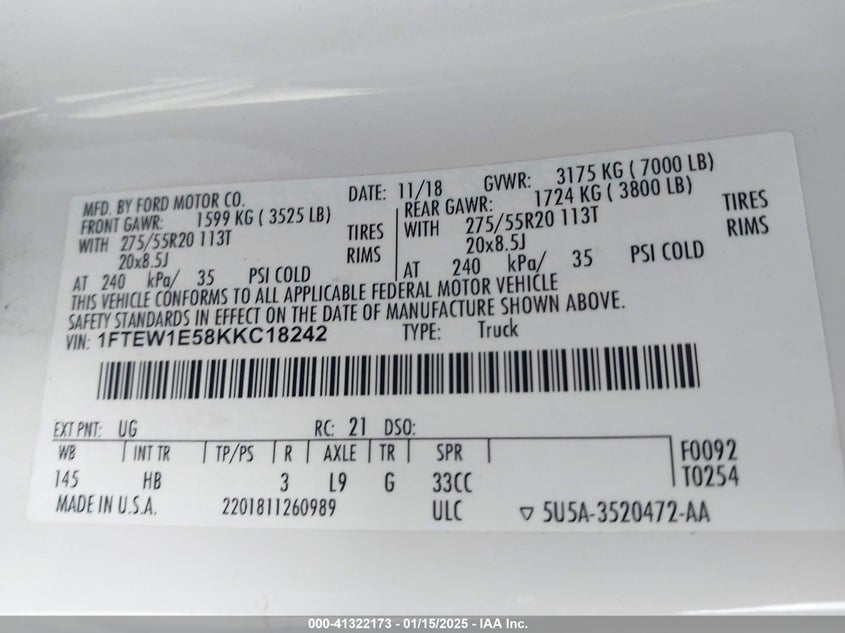 MFD. BY FORD MOTOR CO. DATE: 11/18 GVWR: 3175 KG ( 7000 LB)
FRONT GAWR: 1599 KG ( 3525 LB) REAR GAWR: 1724 KG ( 3800 LB)
WITH 275/55R20 113T TIRES WITH 275/55R20 113T TIRES
20x8.5J RIMS 20x8.5J RIMS
AT 240 kPa/ 35 PSI COLD AT 240 kPa/ 35 PSI COLD
THIS VEHICLE CONFORMS TO ALL APPLICABLE FEDERAL MOTOR VEHICLE
SAFETY STANDARDS IN EFFECT ON THE DATE OF MANUFACTURE SHOWN ABOVE.
VIN: 1FTEW1E58KKC18242 TYPE: Truck
EXT PNT: UG RC: 21 DSO:
WB INT TR TP/PS R AXLE TR SPR F0092
145 HB 3 L9 G 33CC T0254
MADE IN U.S.A. 2201811260989 ULC ▽ 5U5A-3520472-AA
000-41322173 - 01/15/2025 - IAA Inc.